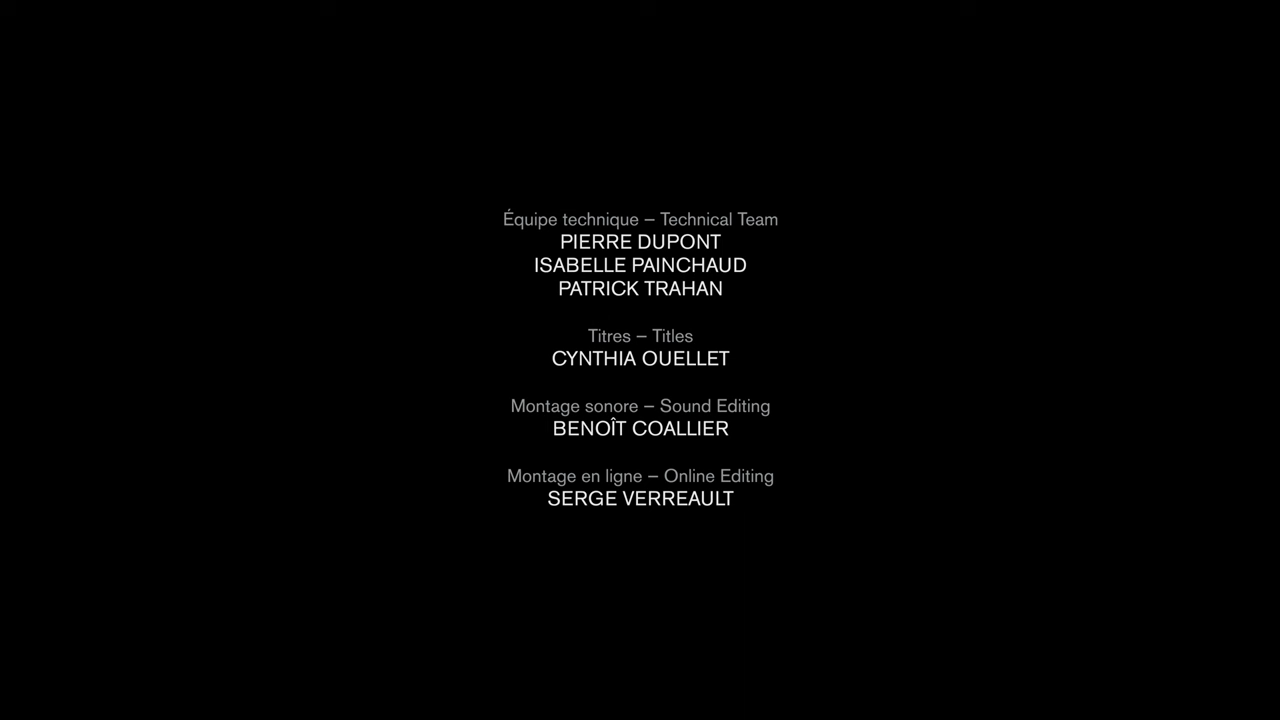 Équipe technique – Technical Team
PIERRE DUPONT
ISABELLE PAINCHAUD
PATRICK TRAHAN
Titres – Titles
CYNTHIA OUELLET
Montage sonore – Sound Editing
BENOÎT COALLIER
Montage en ligne – Online Editing
SERGE VERREAULT